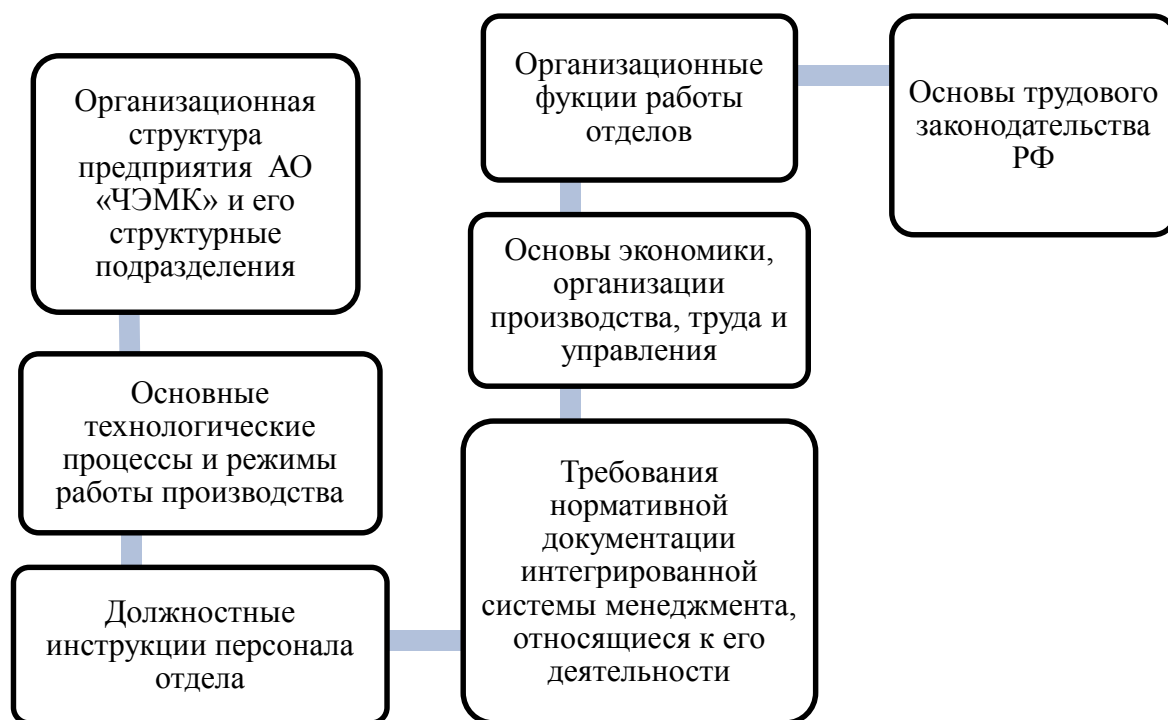 Организационная
структура
предприятия АО
«ЧЭМК» и его
структурные
подразделения
Основные
технологические
процессы и режимы
работы производства
Должностные
инструкции персонала
отдела
Требования
нормативной
документации
интегрированной
системы менеджмента,
относящиеся к его
деятельности
Основы экономики,
организации
производства, труда и
управления
Организационные
фукции работы
отделов
Основы трудового
законодательства
РФ